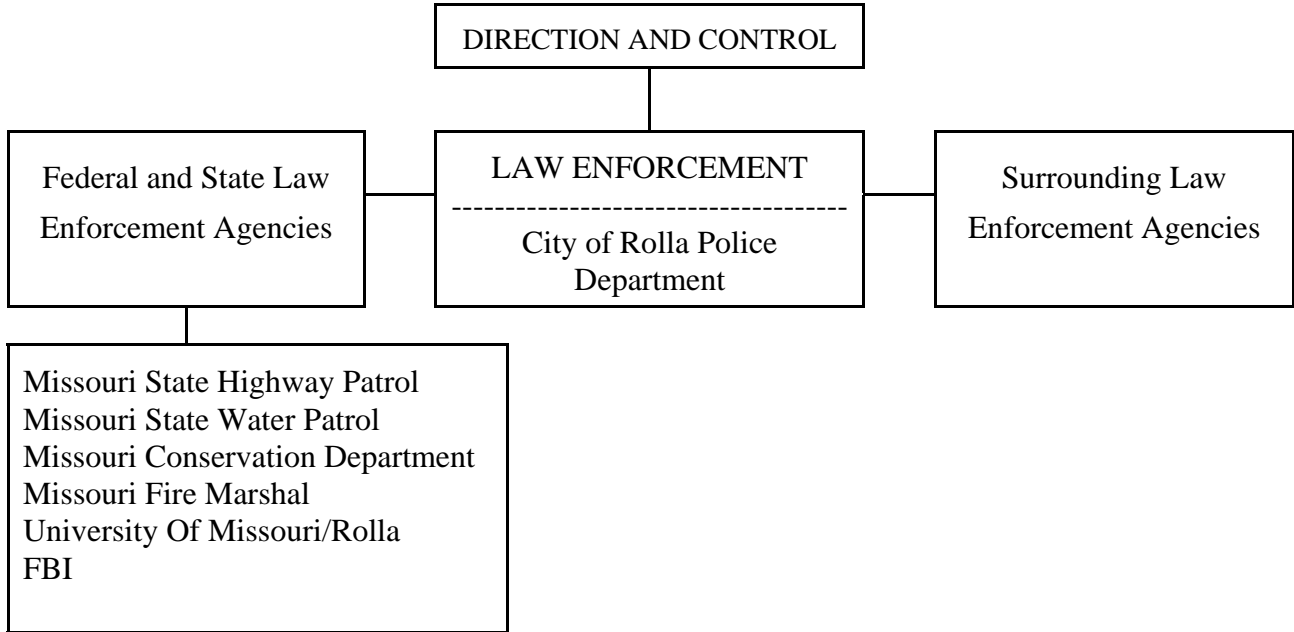 DIRECTION AND CONTROL
Federal and State Law
Enforcement Agencies
LAW ENFORCEMENT
-------------------------------------
City of Rolla Police
Department
Surrounding Law
Enforcement Agencies
Missouri State Highway Patrol
Missouri State Water Patrol
Missouri Conservation Department
Missouri Fire Marshal
University Of Missouri/Rolla
FBI